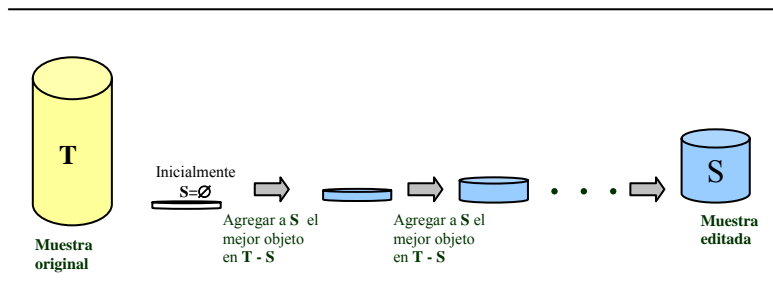 T
Muestra
original
Inicialmente
S=∅
Agregar a S el
mejor objeto
en T - S
Agregar a S el
mejor objeto
en T - S
S
Muestra
editada